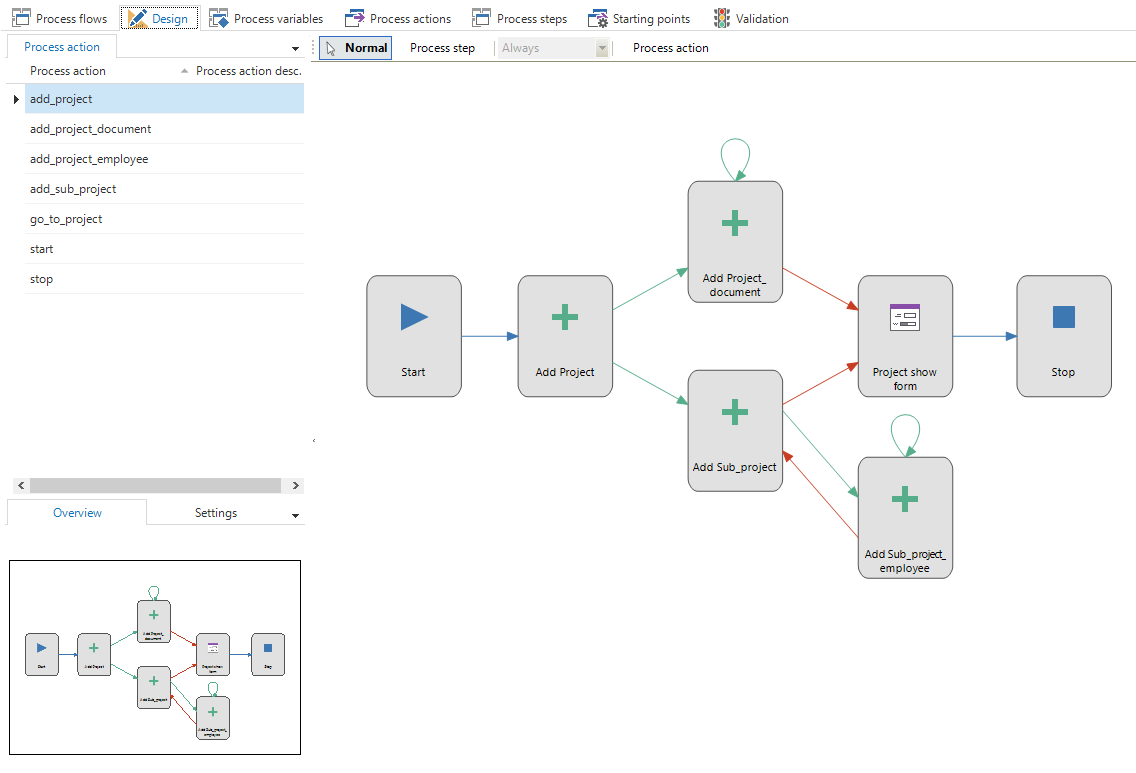 Process flows Design Process variables Process actions Process steps Starting points Validation
Process action
Normal Process step Always Process action
Process action Process action desc.
add_project
add_project_document
add_project_employee
add_sub_project
go_to_project
start
stop
Add Project_
document
Start
Add Project
Project show
form
Stop
Add Sub_project
Add Sub_project_
employee
Overview Settings
Add Project_
document
Start
Add Project
Project show
form
Stop
Add Sub_project
Add Sub_project_
employee